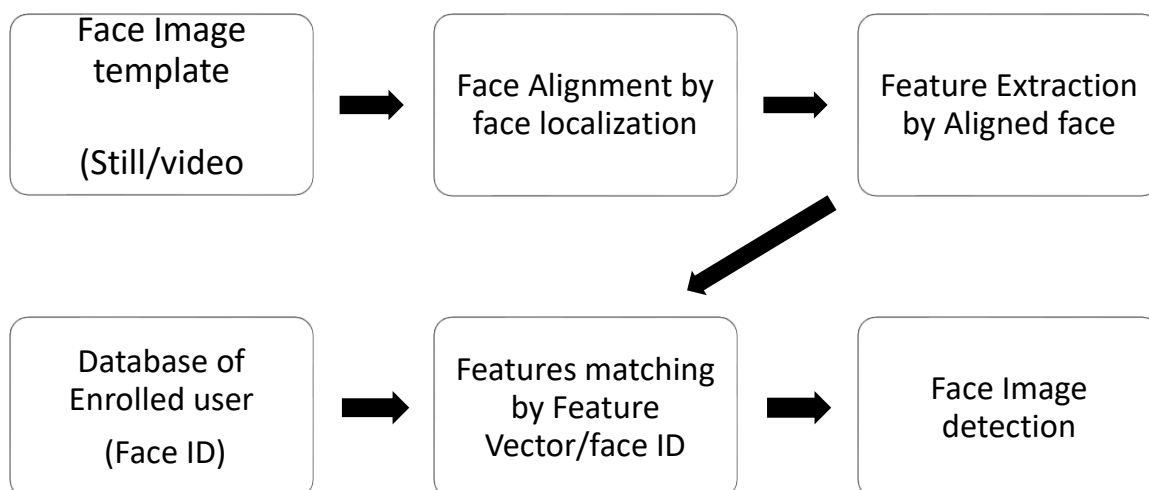 Face Image
template
(Still/video
Face Alignment by
face localization
Feature Extraction
by Aligned face
Database of
Enrolled user
(Face ID)
Features matching
by Feature
Vector/face ID
Face Image
detection